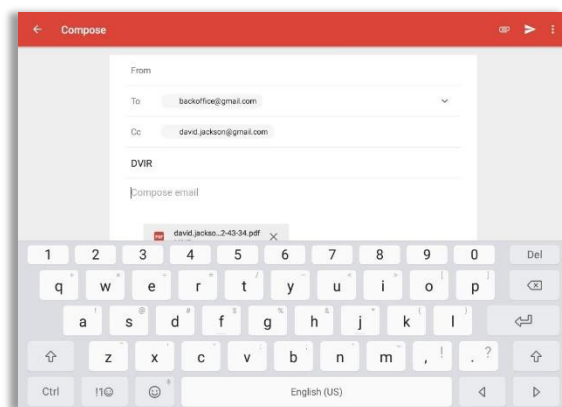 Compose
From
To backoffice@gmail.com
Cc david.jackson@gmail.com
DVIR
Compose email
PDF david.jackso...2-43-34.pdf
1 2 3 4 5 6 7 8 9 0 Del
q w e r t y u i o p
a s d f g h j k l
z x c v b n m , ! . ?
Ctrl !1☺ English (US)